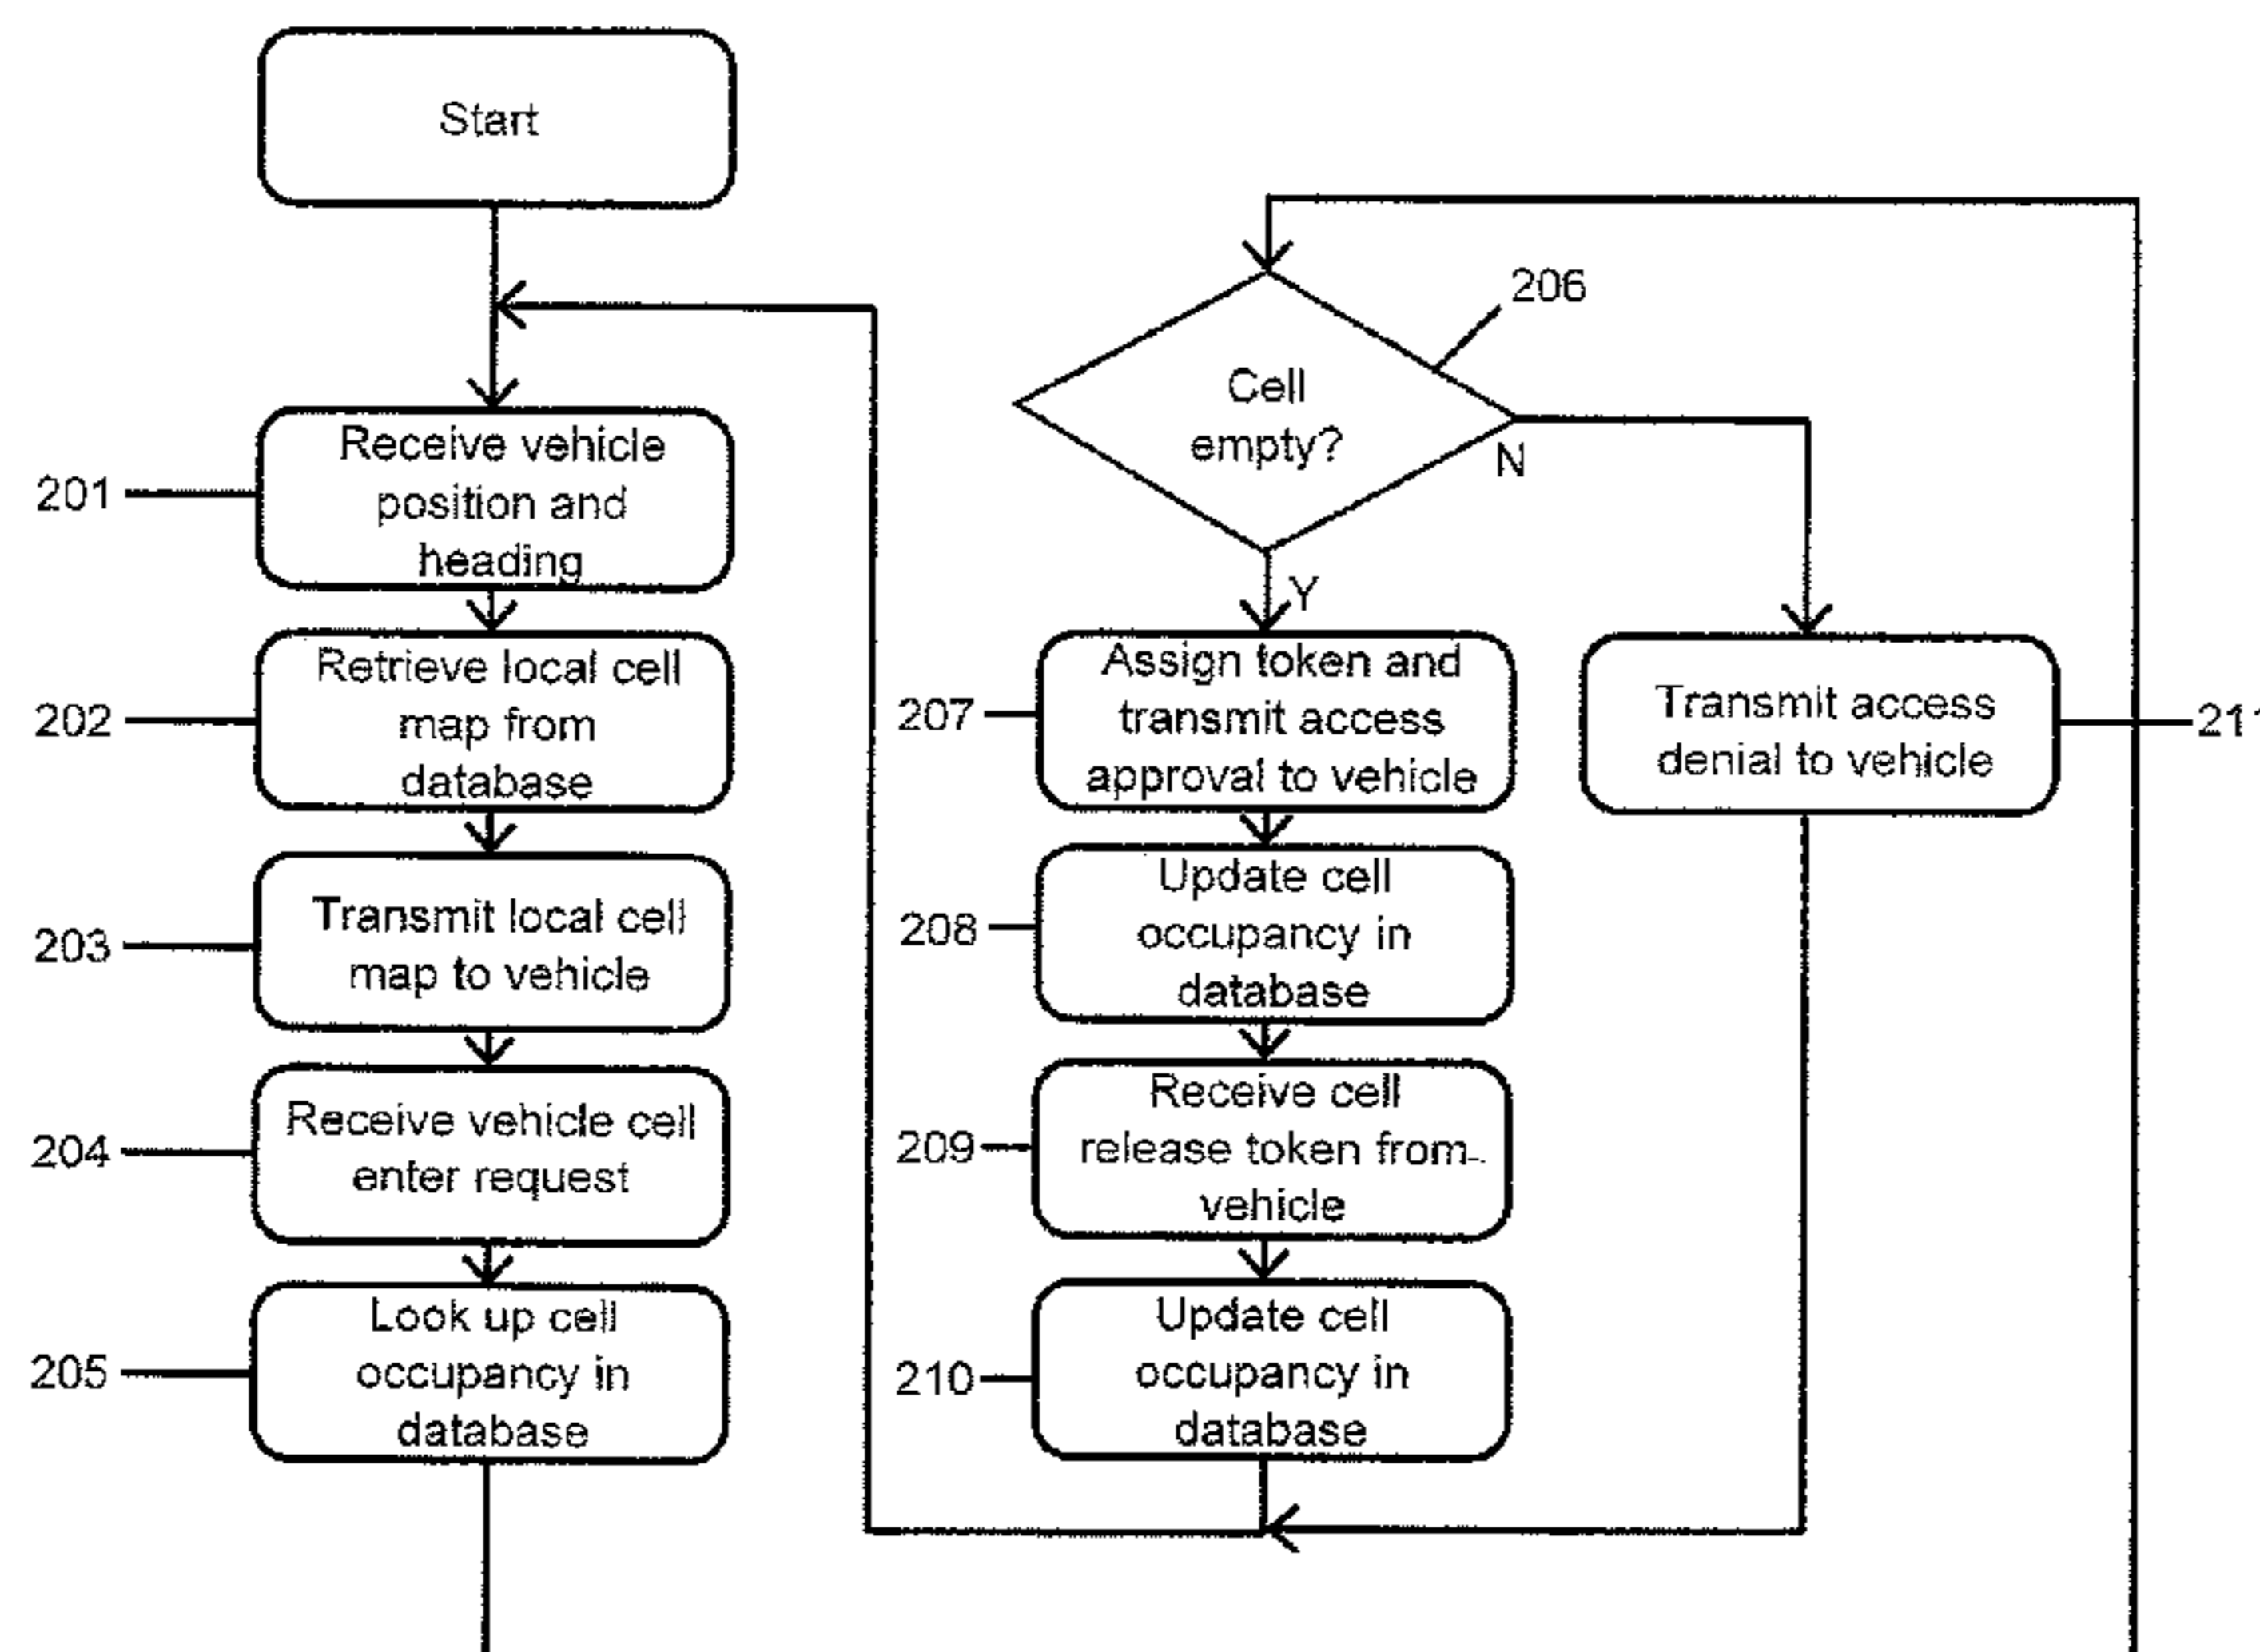 Start
201
Receive vehicle
position and
heading
202
Retrieve local cell
map from
database
203
Transmit local cell
map to vehicle
204
Receive vehicle cell
enter request
205
Look up cell
occupancy in
database
206
Cell
empty?
N
Y
207
Assign token and
transmit access
approval to vehicle
208
Update cell
occupancy in
database
209
Receive cell
release token from
vehicle
210
Update cell
occupancy in
database
Transmit access
denial to vehicle
211